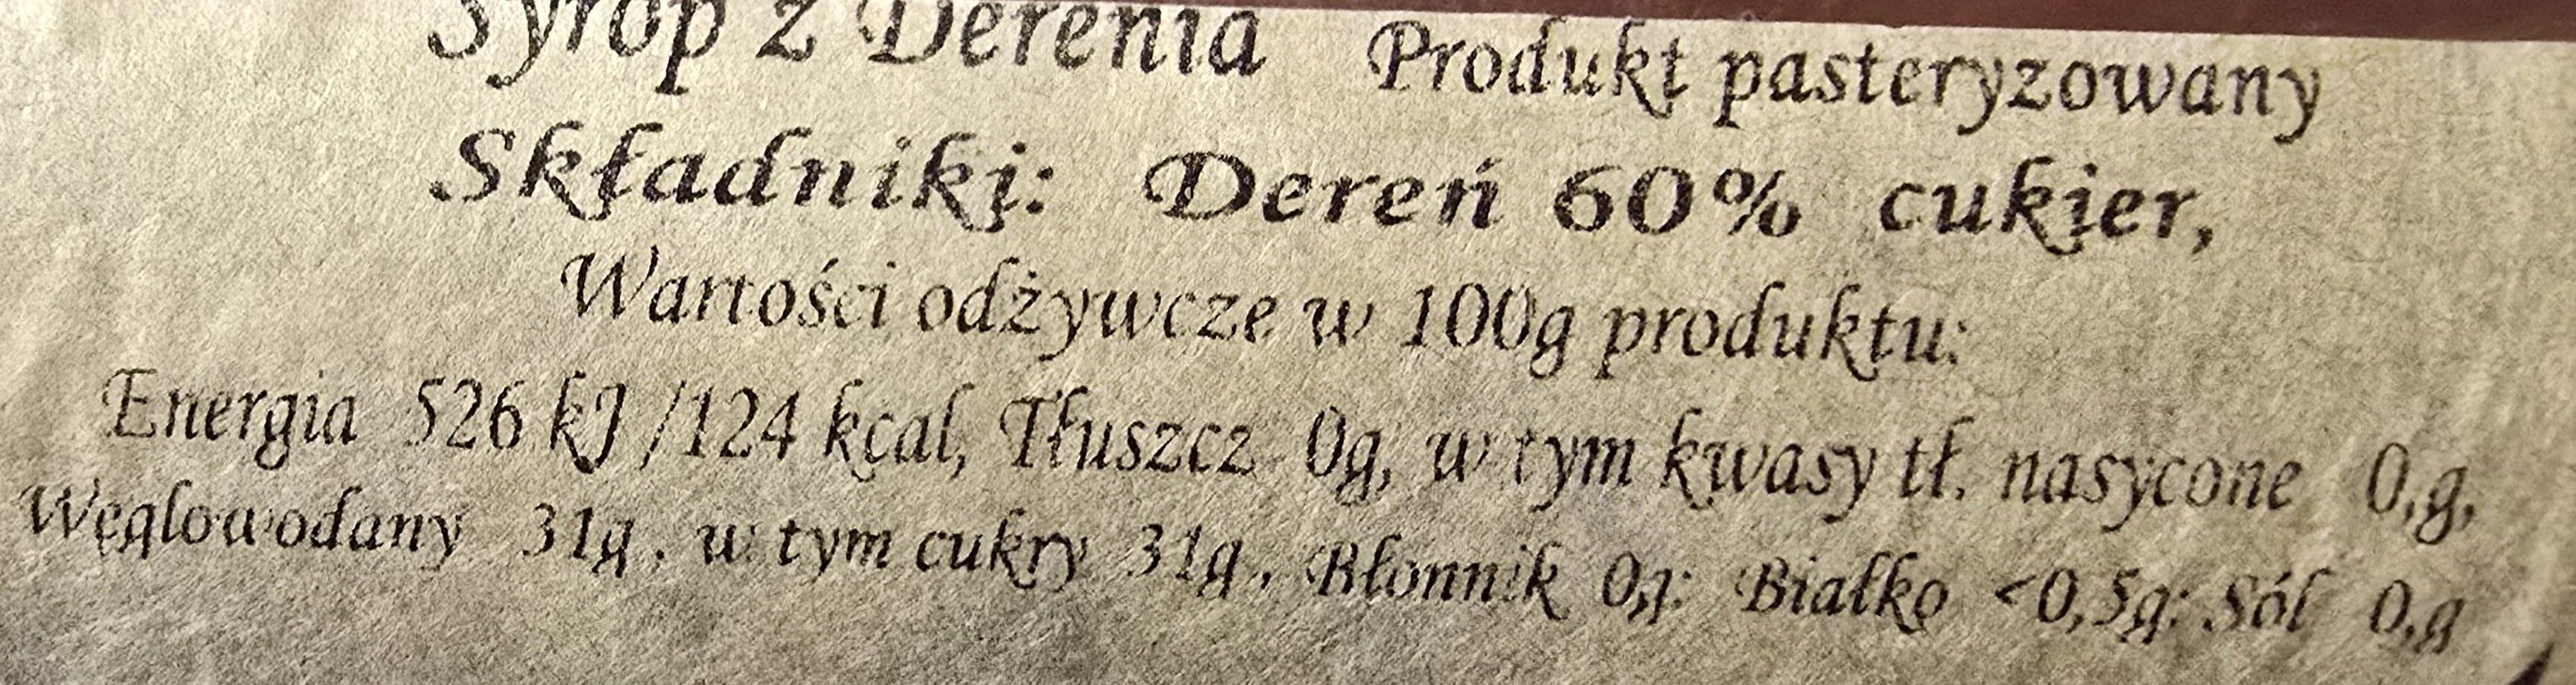 Syrop z Derenia Produkt pasteryzowany
Składniki: Dereń 60% cukier,
Wartości odżywcze w 100g produktu:
Energia 526 kJ /124 kcal, Tłuszcz 0g, w tym kwasy tł. nasycone 0,g,
Węglowodany 31g, w tym cukry 31g, Błonnik 0g: Białko <0,5g: Sól 0,g